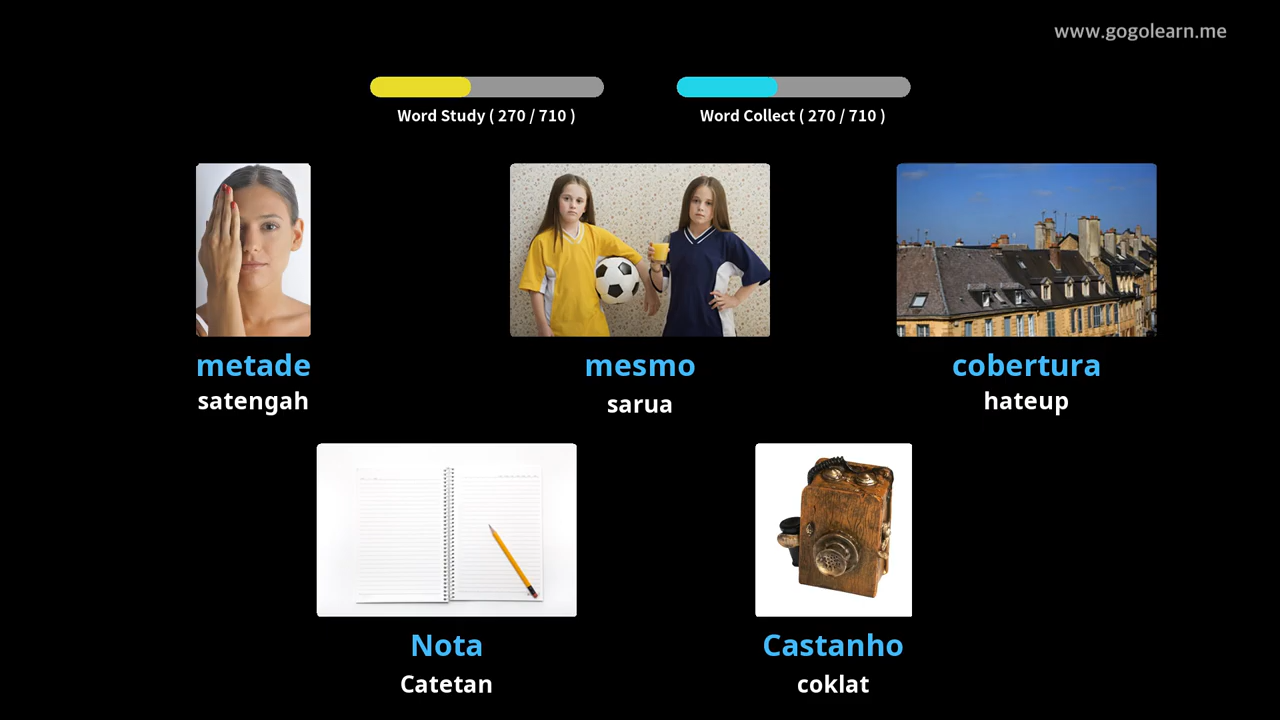 www.gogolearn.me
Word Study ( 270 / 710 )
Word Collect ( 270 / 710 )
metade
satengah
mesmo
sarua
cobertura
hateup
Nota
Catetan
Castanho
coklat